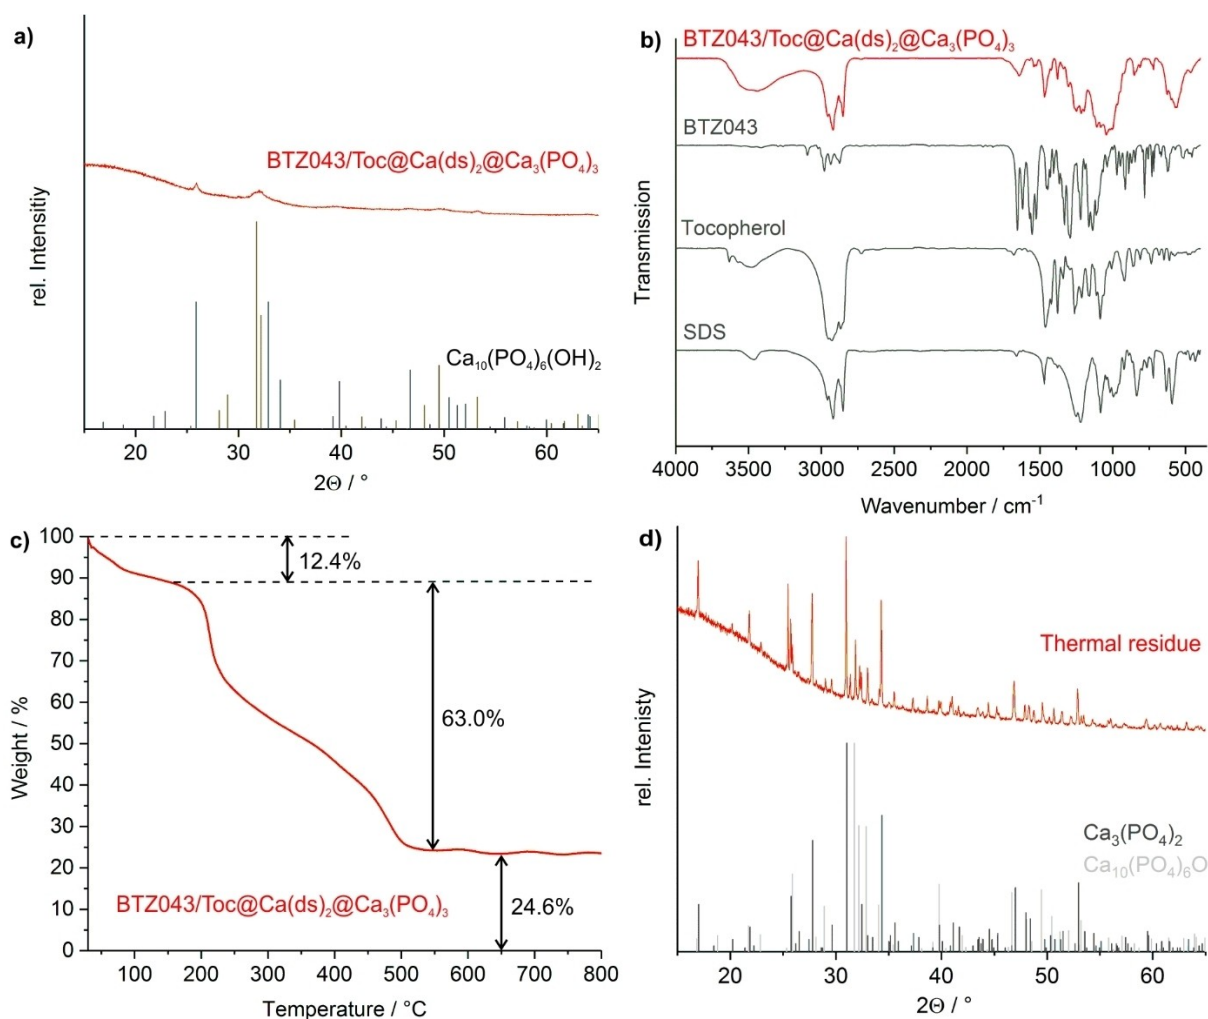 a)
BTZ043/Toc@Ca(ds)₂@Ca₃(PO₄)₃
rel. Intensitiy
Ca₁₀(PO₄)₆(OH)₂
20 30 40 50 60
2Θ / °
b)
BTZ043/Toc@Ca(ds)₂@Ca₃(PO₄)₃
BTZ043
Tocopherol
SDS
Transmission
4000 3500 3000 2500 2000 1500 1000 500
Wavenumber / cm⁻¹
c)
100
90
80
70
60
50
40
30
20
10
0
Weight / %
12.4%
63.0%
24.6%
BTZ043/Toc@Ca(ds)₂@Ca₃(PO₄)₃
100 200 300 400 500 600 700 800
Temperature / °C
d)
Thermal residue
rel. Intenisty
Ca₃(PO₄)₂
Ca₁₀(PO₄)₆O
20 30 40 50 60
2Θ / °